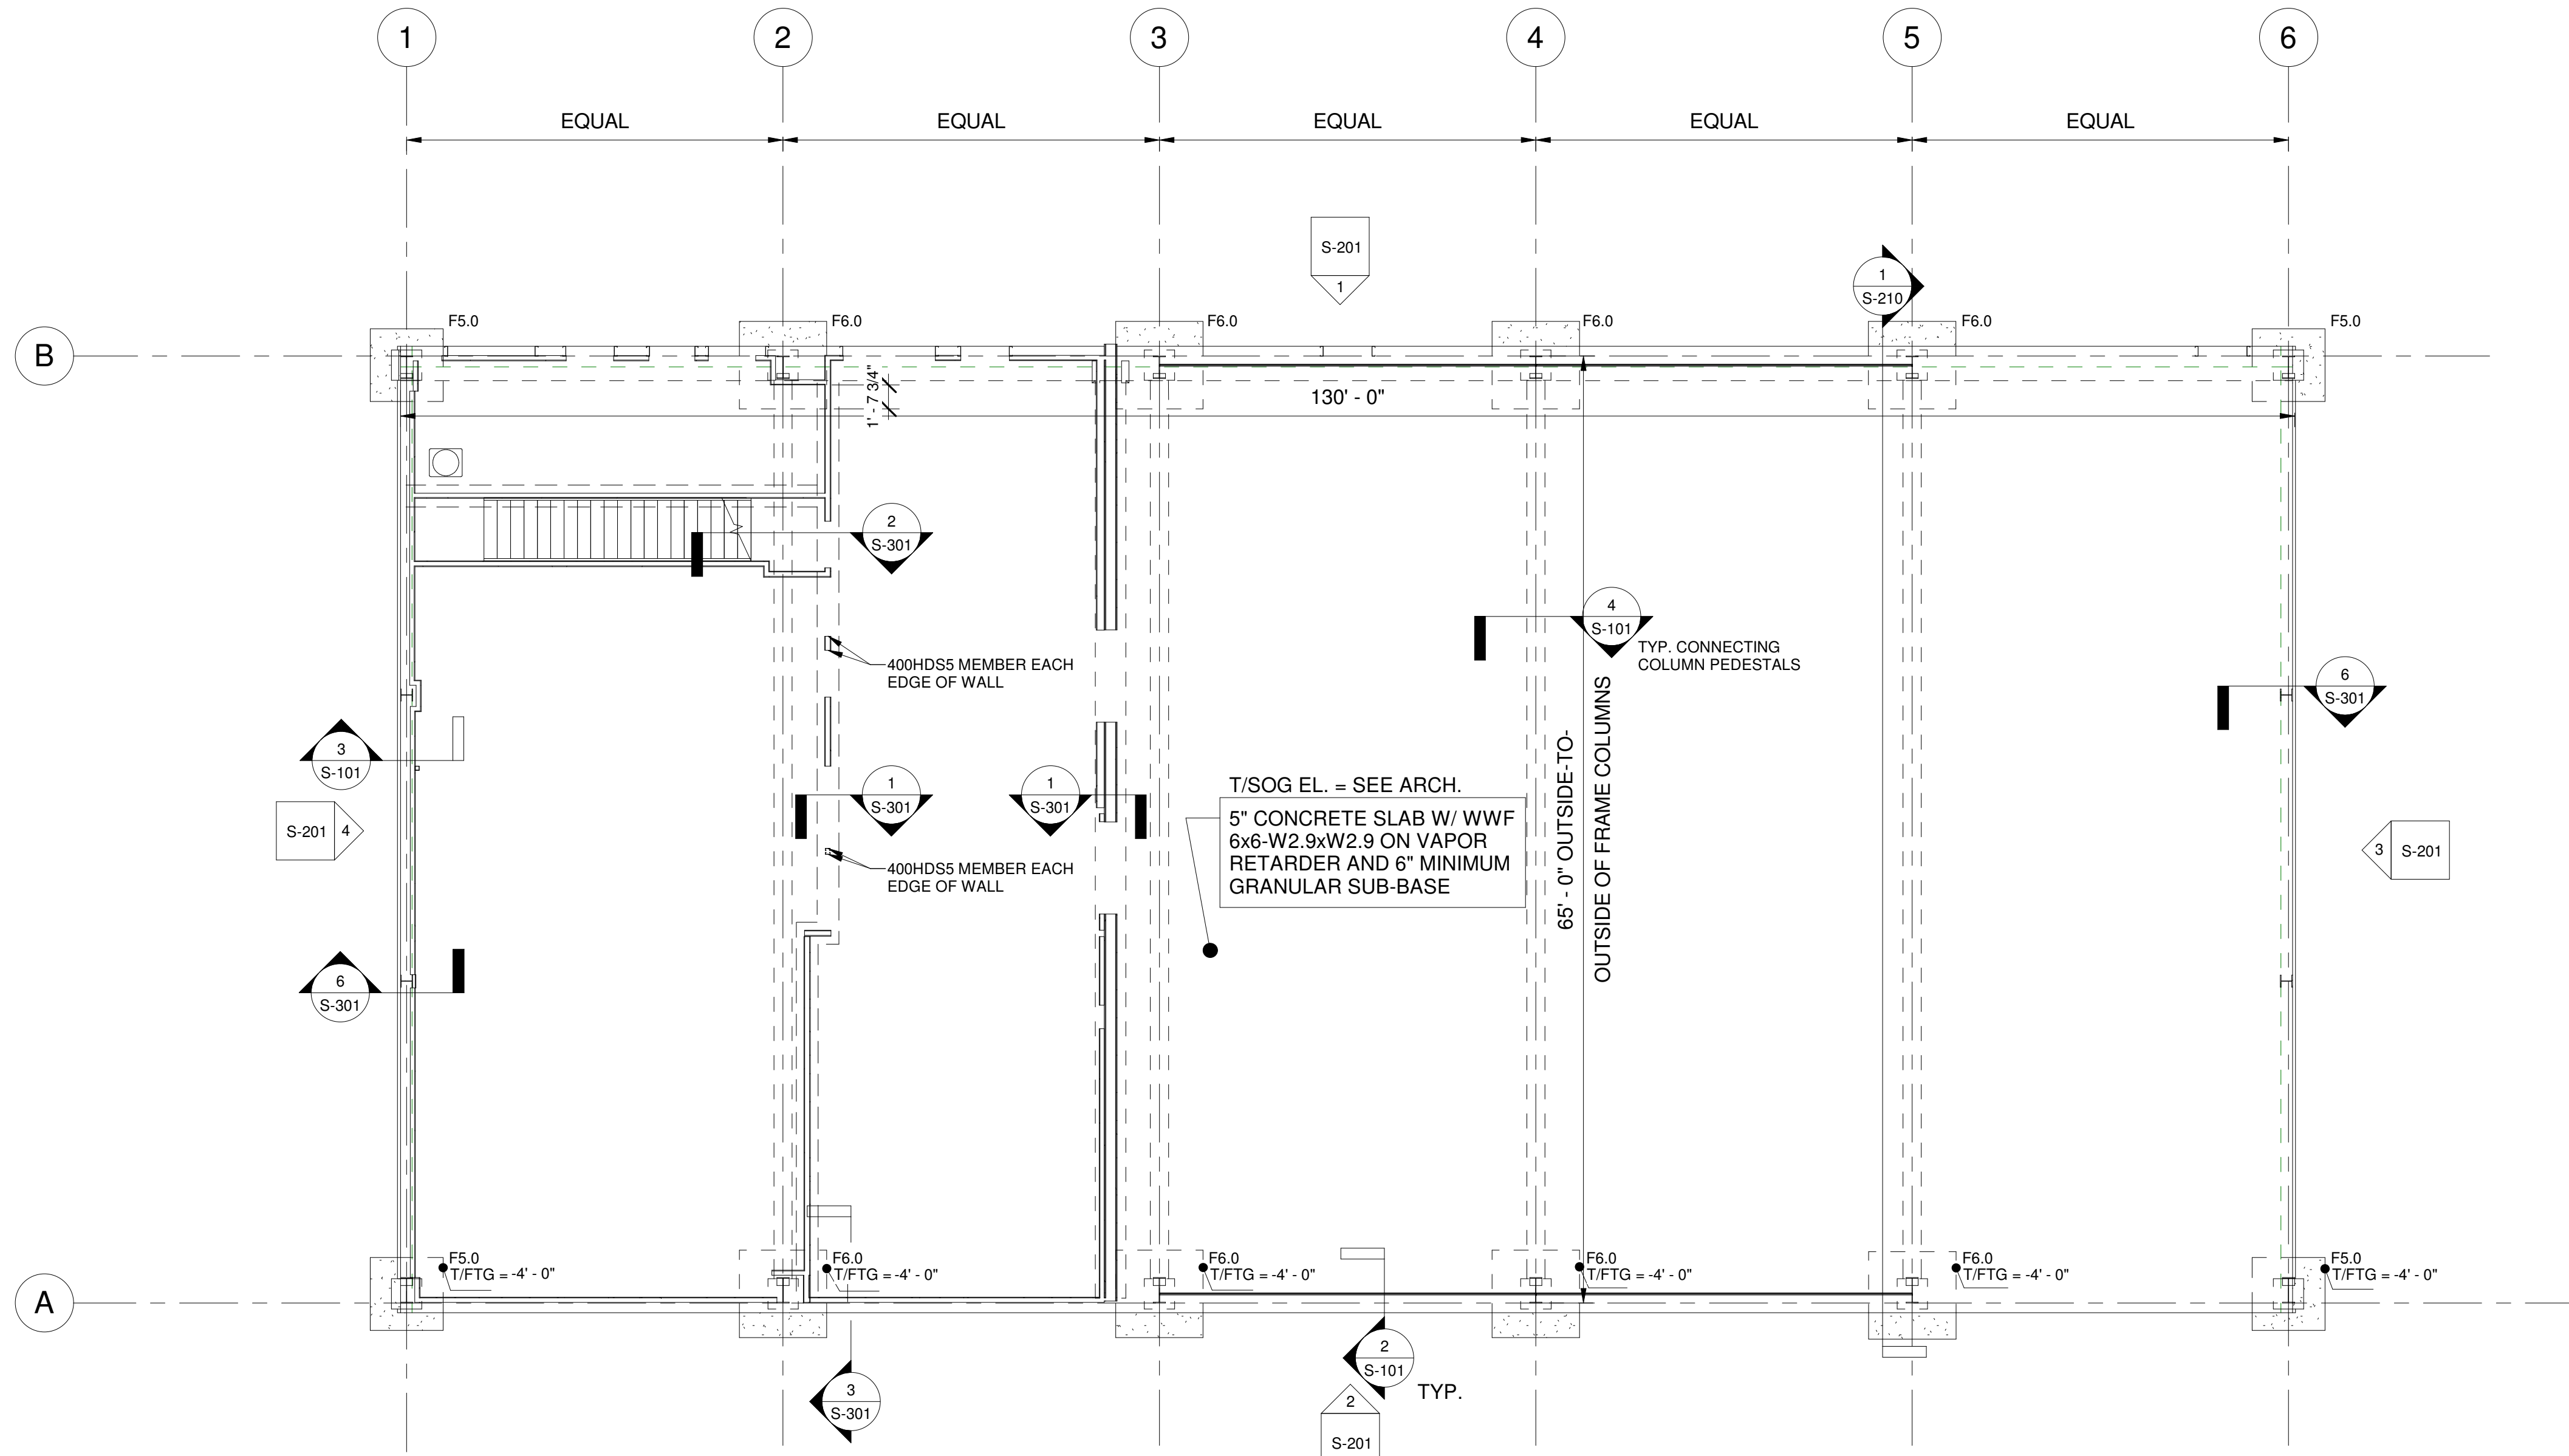 1
2
3
4
5
6
EQUAL
EQUAL
EQUAL
EQUAL
EQUAL
S-201
1
1
S-210
F5.0
F6.0
F6.0
F6.0
F6.0
F5.0
B
1' - 7 3/4"
130' - 0"
2
S-301
4
S-101
TYP. CONNECTING
COLUMN PEDESTALS
400HDS5 MEMBER EACH
EDGE OF WALL
6
S-301
3
S-101
S-201
4
1
S-301
1
S-301
T/SOG EL. = SEE ARCH.
5" CONCRETE SLAB W/ WWF
6x6-W2.9xW2.9 ON VAPOR
RETARDER AND 6" MINIMUM
GRANULAR SUB-BASE
65' - 0" OUTSIDE-TO-
OUTSIDE OF FRAME COLUMNS
3
S-201
400HDS5 MEMBER EACH
EDGE OF WALL
6
S-301
F5.0
T/FTG = -4' - 0"
F6.0
T/FTG = -4' - 0"
F6.0
T/FTG = -4' - 0"
F6.0
T/FTG = -4' - 0"
F6.0
T/FTG = -4' - 0"
F5.0
T/FTG = -4' - 0"
A
2
S-101
TYP.
3
S-301
2
S-201